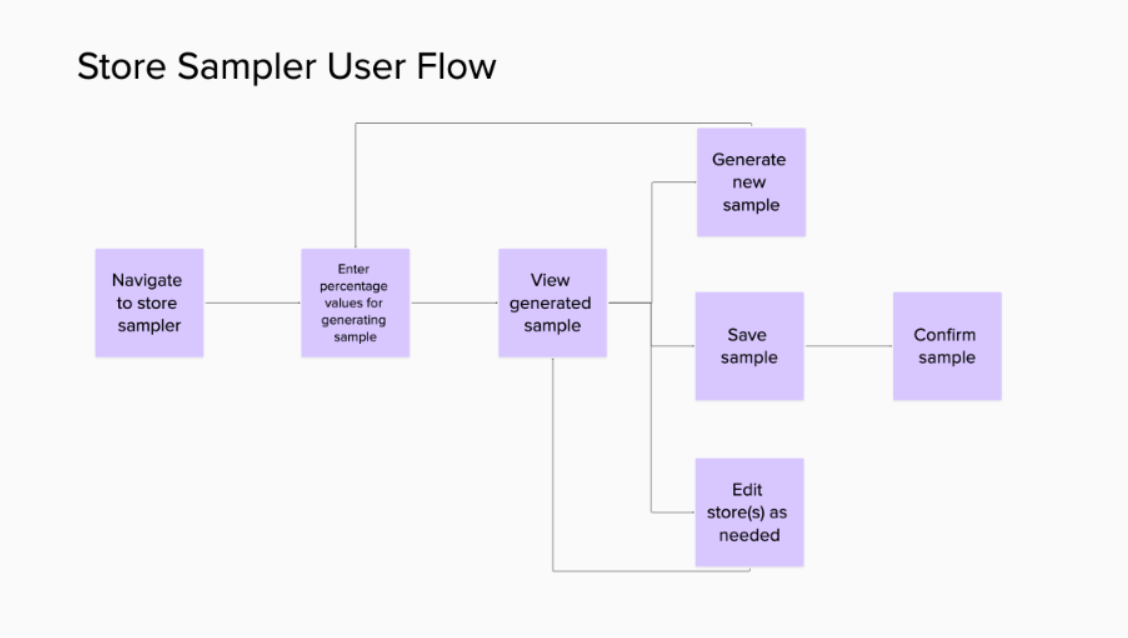 Store Sampler User Flow
Generate
new
sample
Navigate
to store
sampler
Enter
percentage
values for
generating
sample
View
generated
sample
Save
sample
Confirm
sample
Edit
store(s) as
needed